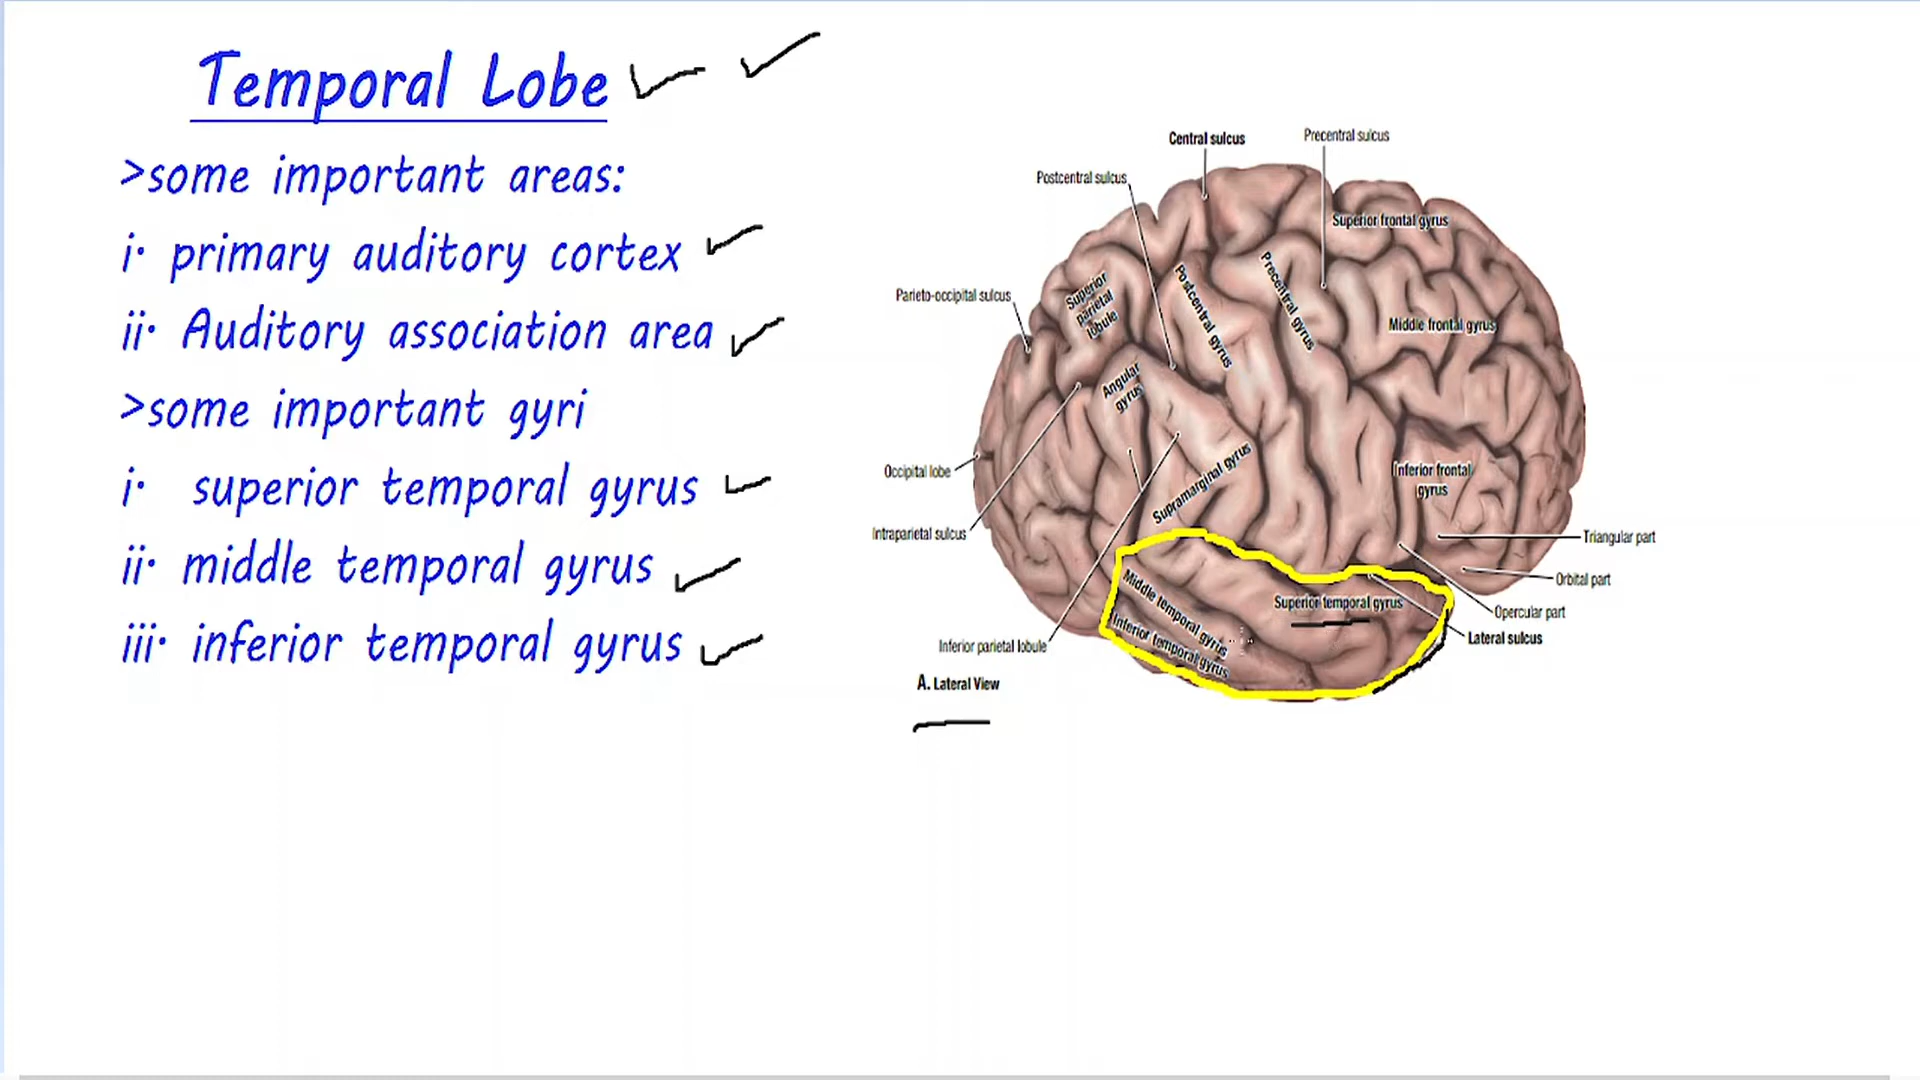 Temporal Lobe
>some important areas:
i· primary auditory cortex
ii· Auditory association area
>some important gyri
i· superior temporal gyrus
ii· middle temporal gyrus
iii· inferior temporal gyrus
Central sulcus
Precentral sulcus
Postcentral sulcus
Superior frontal gyrus
Parieto-occipital sulcus
Superior
parietal
lobule
Postcentral gyrus
Precentral gyrus
Middle frontal gyrus
Angular
gyrus
Occipital lobe
Supramarginal gyrus
Inferior frontal
gyrus
Intraparietal sulcus
Triangular part
Orbital part
Middle temporal gyrus
Superior temporal gyrus
Opercular part
Inferior temporal gyrus
Lateral sulcus
Inferior parietal lobule
A. Lateral View